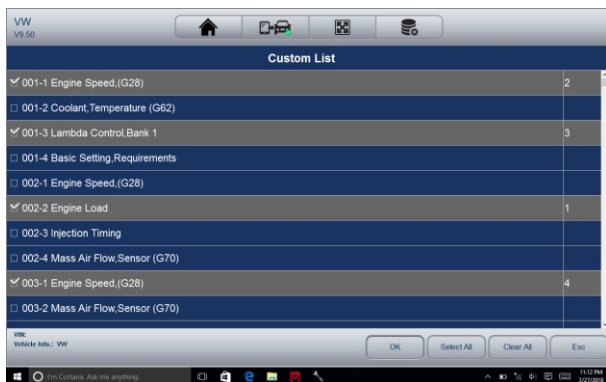 VW
V9.50
Custom List
001-1 Engine Speed,(G28) 2
001-2 Coolant,Temperature (G62)
001-3 Lambda Control,Bank 1 3
001-4 Basic Setting,Requirements
002-1 Engine Speed,(G28)
002-2 Engine Load 1
002-3 Injection Timing
002-4 Mass Air Flow,Sensor (G70)
003-1 Engine Speed,(G28) 4
003-2 Mass Air Flow,Sensor (G70)
VIN:
Vehicle Info.: VW
OK Select All Clear All Esc
I'm Cortana. Ask me anything.
11:12 PM
2/27/2018